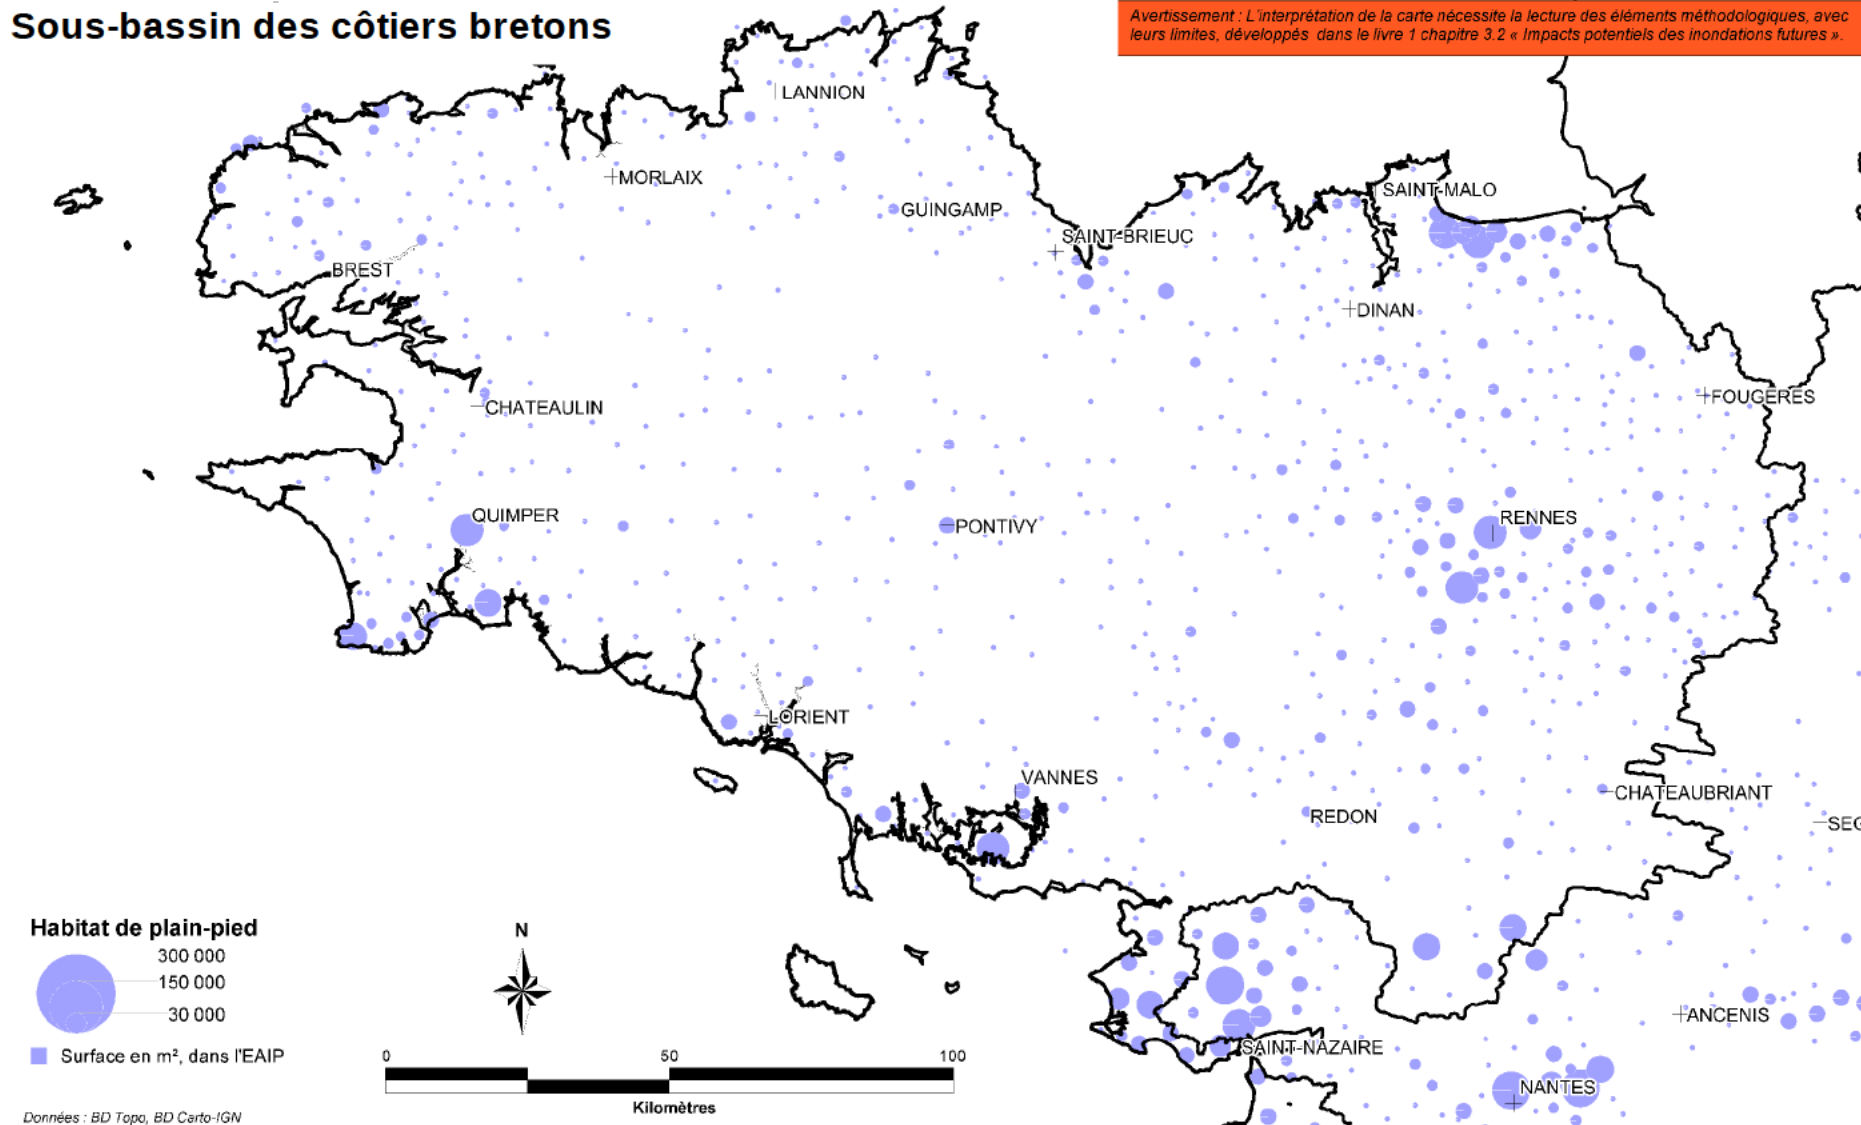 Sous-bassin des côtiers bretons
Avertissement : L'interprétation de la carte nécessite la lecture des éléments méthodologiques, avec
leurs limites, développés dans le livre 1 chapitre 3.2 « Impacts potentiels des inondations futures ».
LANNION
MORLAIX
SAINT-MALO
GUINGAMP
SAINT-BRIEUC
BREST
DINAN
FOUGERES
CHATEAULIN
QUIMPER
RENNES
PONTIVY
LORIENT
VANNES
CHATEAUBRIANT
REDON
SEG
Habitat de plain-pied
300 000
150 000
30 000
Surface en m², dans l'EAIP
N
ANCENIS
SAINT-NAZAIRE
0 50 100
NANTES
Kilomètres
Données : BD Topo, BD Carto-IGN